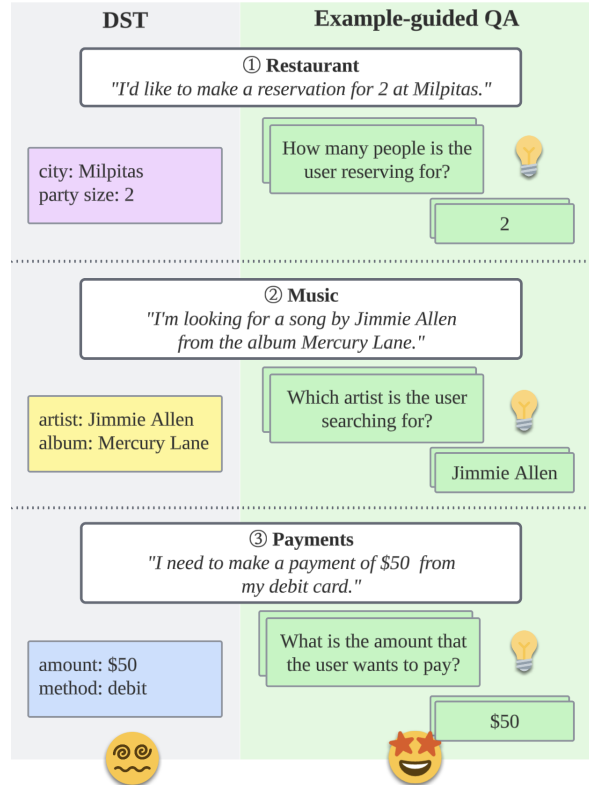 DST
Example-guided QA
① Restaurant
"I'd like to make a reservation for 2 at Milpitas."
city: Milpitas
party size: 2
How many people is the
user reserving for?
2
② Music
"I'm looking for a song by Jimmie Allen
from the album Mercury Lane."
artist: Jimmie Allen
album: Mercury Lane
Which artist is the user
searching for?
Jimmie Allen
③ Payments
"I need to make a payment of $50 from
my debit card."
amount: $50
method: debit
What is the amount that
the user wants to pay?
$50